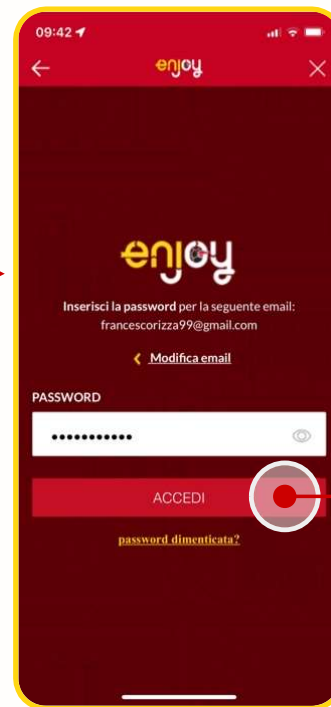 09:42
enjoy
enjoy
Inserisci la password per la seguente email:
francescorizza99@gmail.com
Modifica email
PASSWORD
•••••••••••
ACCEDI
password dimenticata?